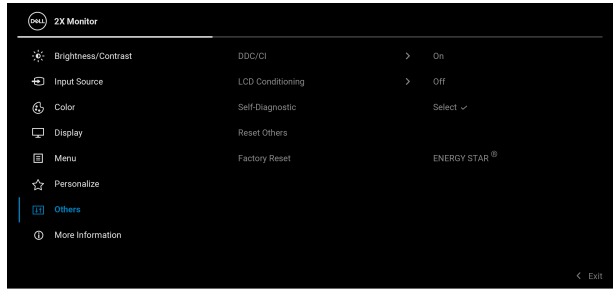 DELL 2X Monitor
Brightness/Contrast DDC/CI > On
Input Source LCD Conditioning > Off
Color Self-Diagnostic Select ✓
Display Reset Others
Menu Factory Reset ENERGY STAR ®
Personalize
Others
More Information
< Exit